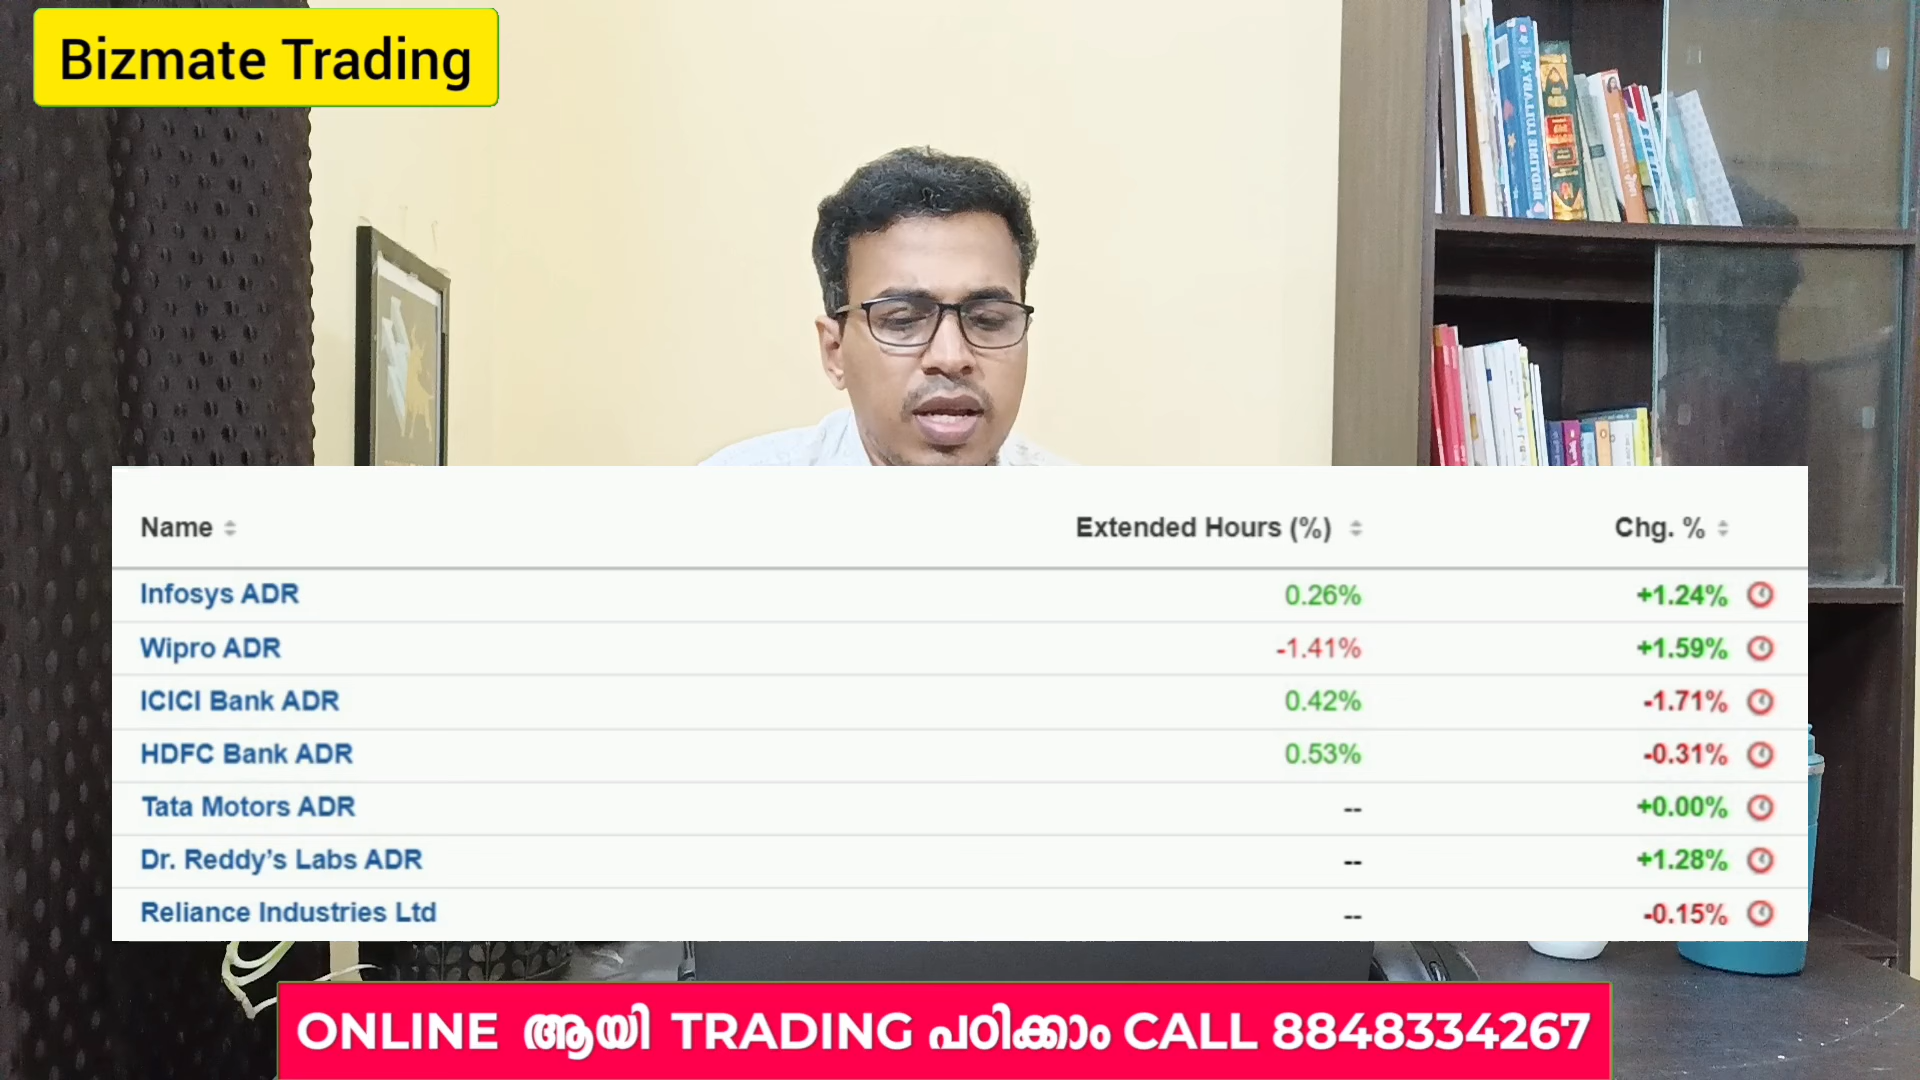 Bizmate Trading
BEDTIME LULLABY
Name Extended Hours (%) Chg. %
Infosys ADR 0.26% +1.24%
Wipro ADR -1.41% +1.59%
ICICI Bank ADR 0.42% -1.71%
HDFC Bank ADR 0.53% -0.31%
Tata Motors ADR -- +0.00%
Dr. Reddy’s Labs ADR -- +1.28%
Reliance Industries Ltd -- -0.15%
ONLINE ആയി TRADING പഠിക്കാം CALL 8848334267